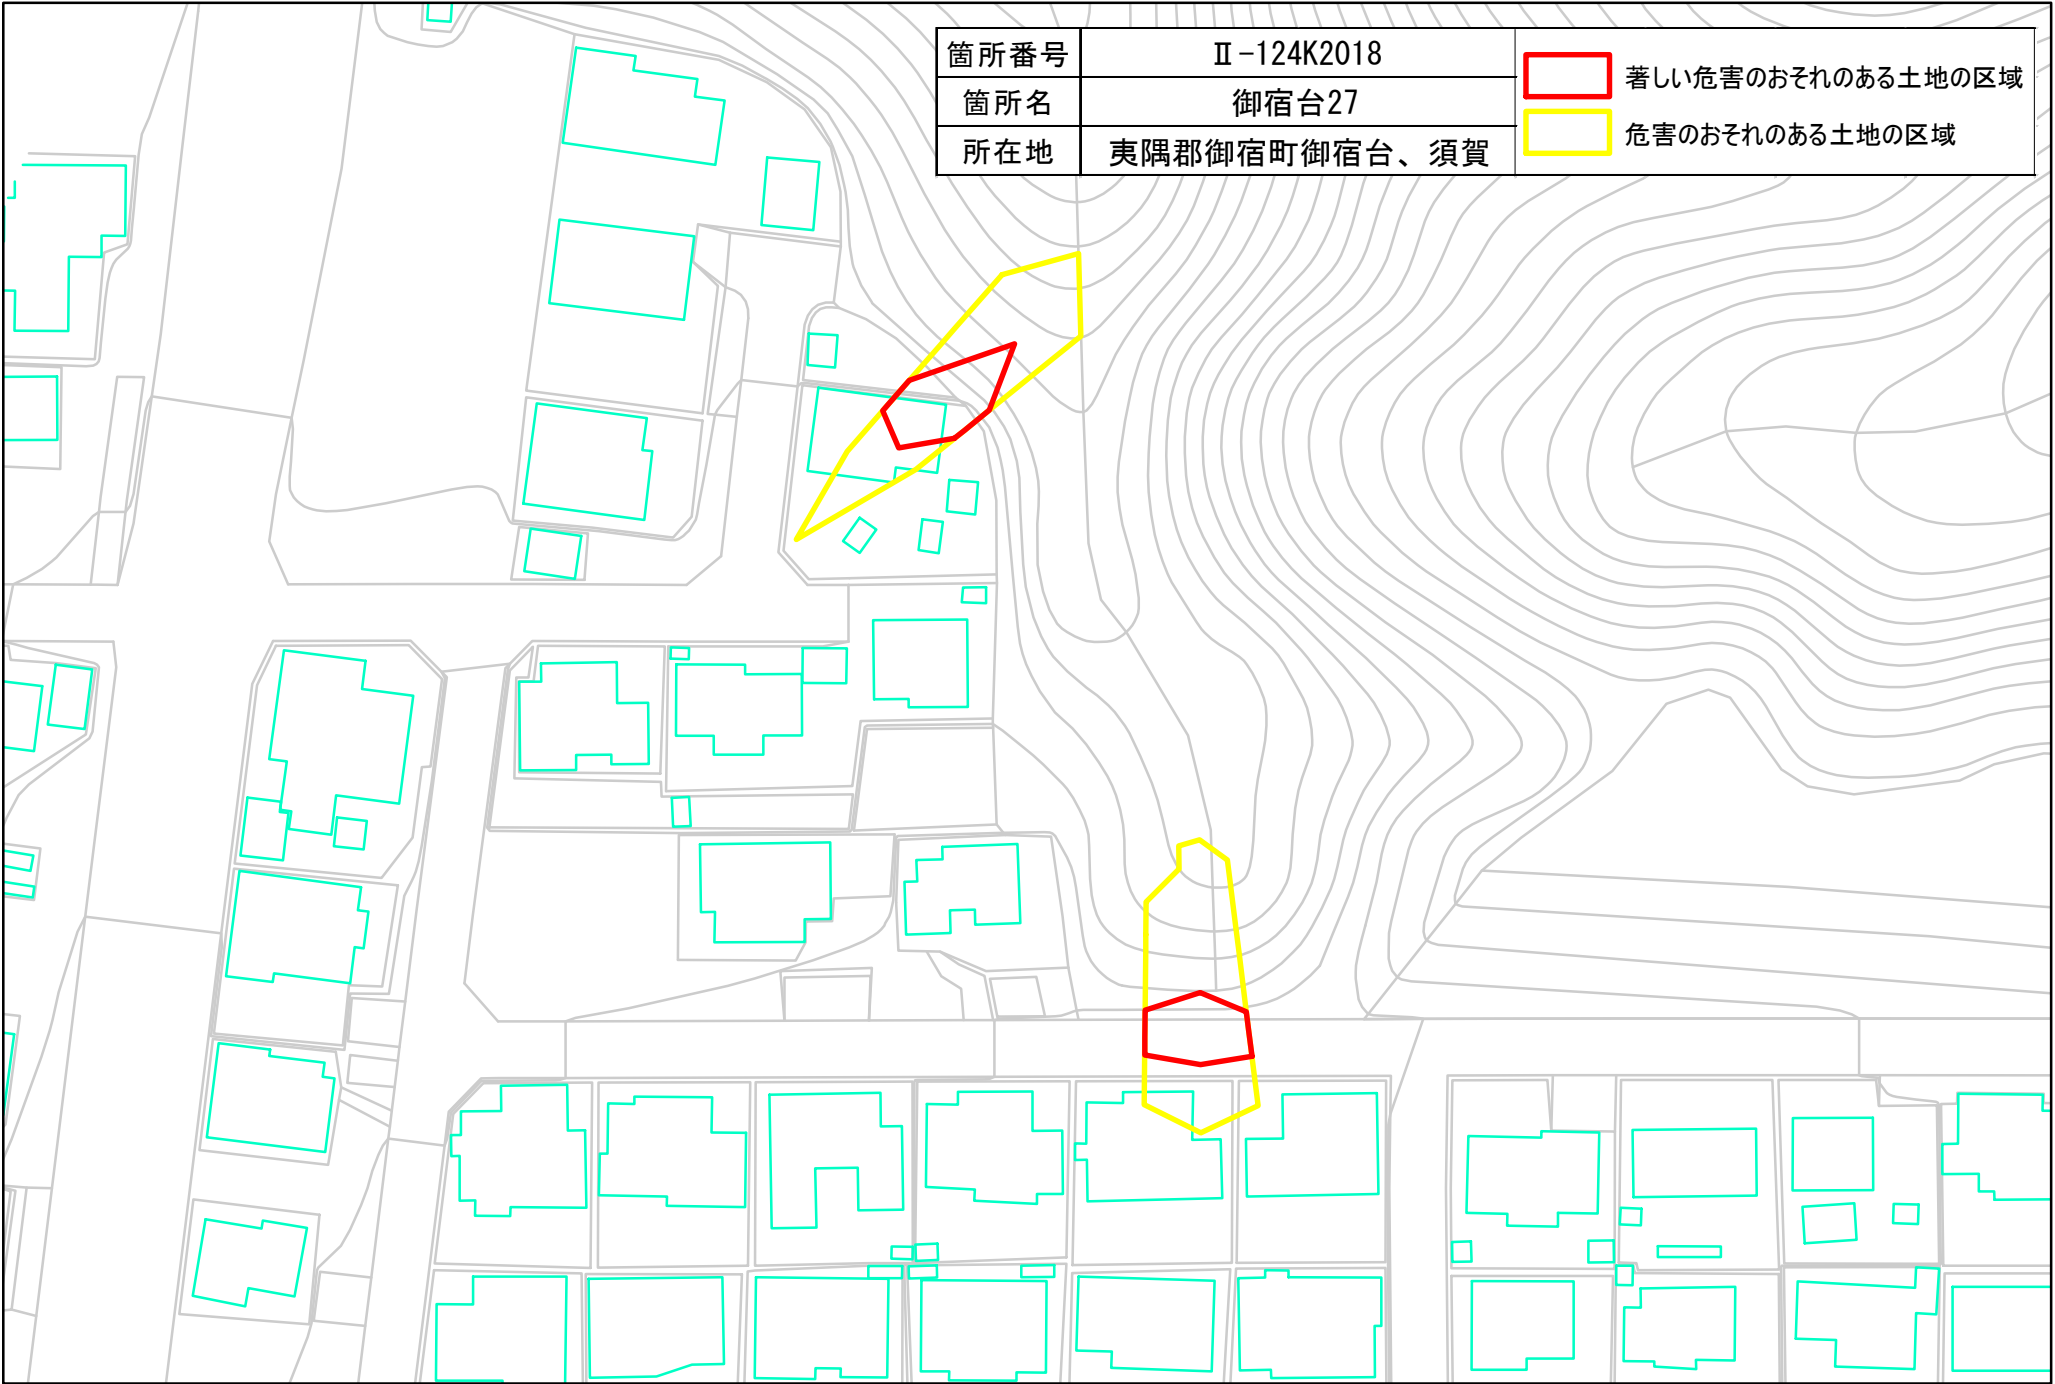 箇所番号 Ⅱ-124K2018
箇所名 御宿台27
所在地 夷隅郡御宿町御宿台、須賀
著しい危害のおそれのある土地の区域
危害のおそれのある土地の区域